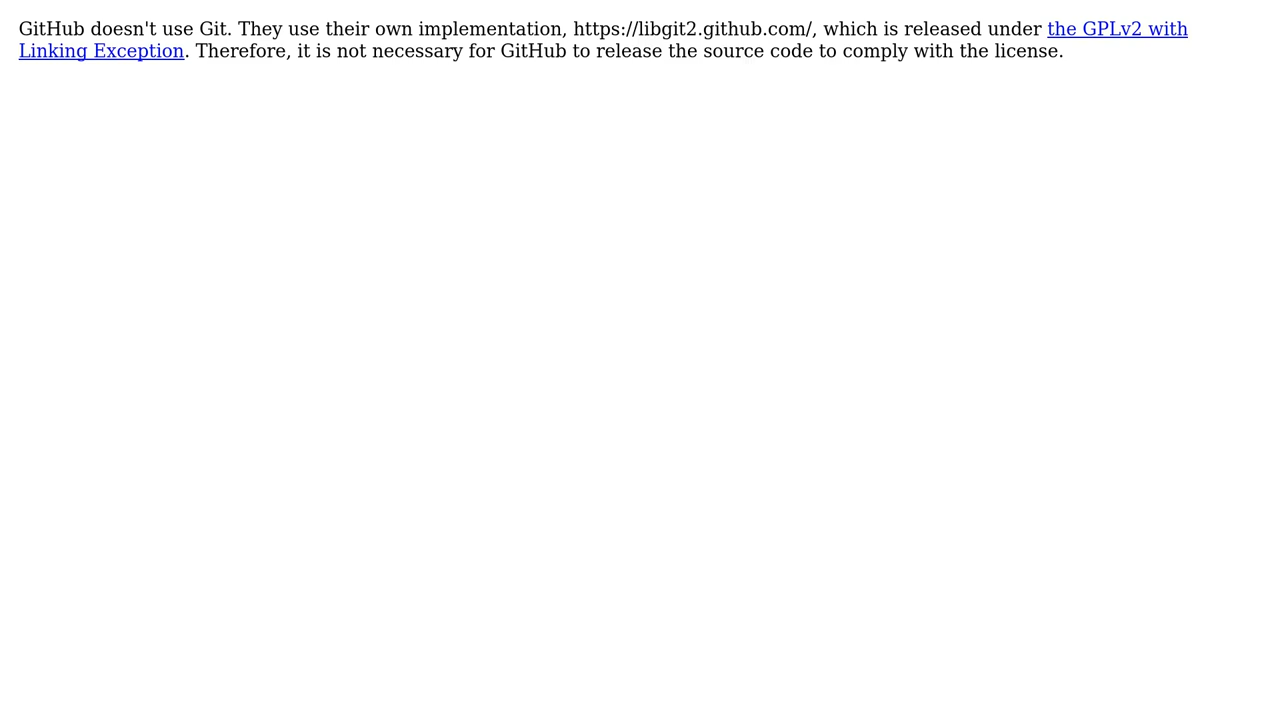 GitHub doesn't use Git. They use their own implementation, https://libgit2.github.com/, which is released under the GPLv2 with
Linking Exception. Therefore, it is not necessary for GitHub to release the source code to comply with the license.